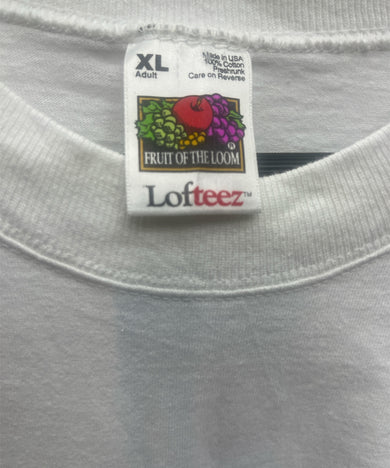 XL
Adult
Made in USA
100% Cotton
Preshrunk
Care on Reverse
FRUIT OF THE LOOM
®
Lofteez™